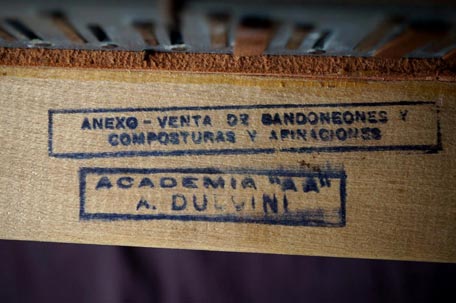 ANEXO - VENTA DE BANDONEONES Y
COMPOSTURAS Y AFINACIONES
ACADEMIA "AA"
A. DULVINI